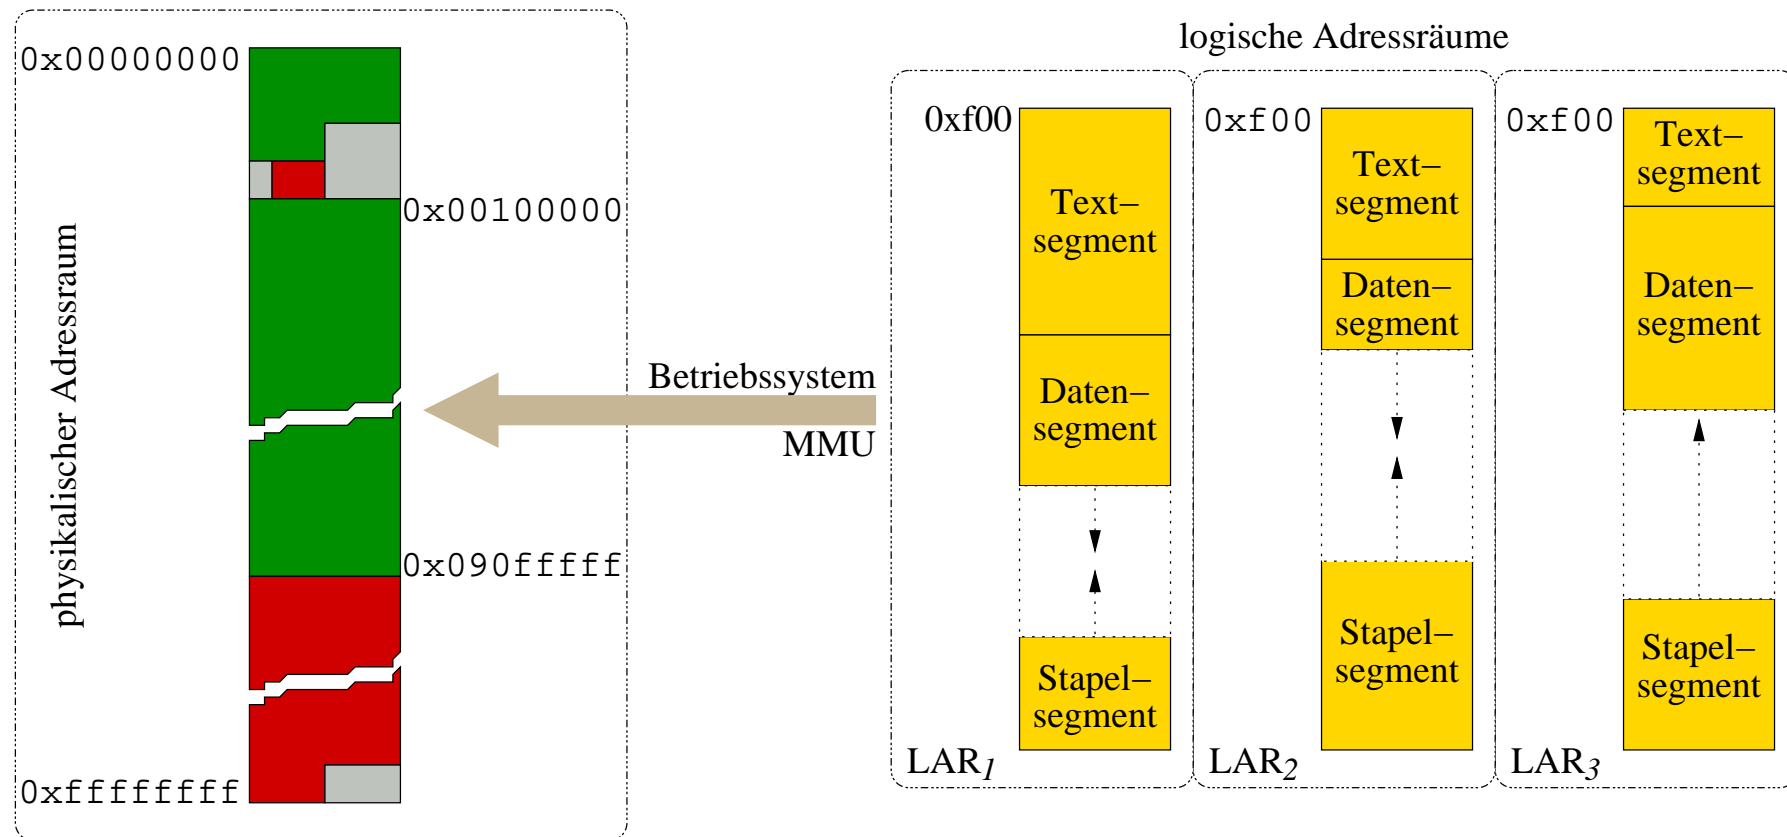 physikalischer Adressraum
0x00000000
0x00100000
0x090fffff
0xffffffff
Betriebssystem
MMU
logische Adressräume
0xf00
Text–
segment
Daten–
segment
Stapel–
segment
LAR1
0xf00
Text–
segment
Daten–
segment
Stapel–
segment
LAR2
0xf00
Text–
segment
Daten–
segment
Stapel–
segment
LAR3